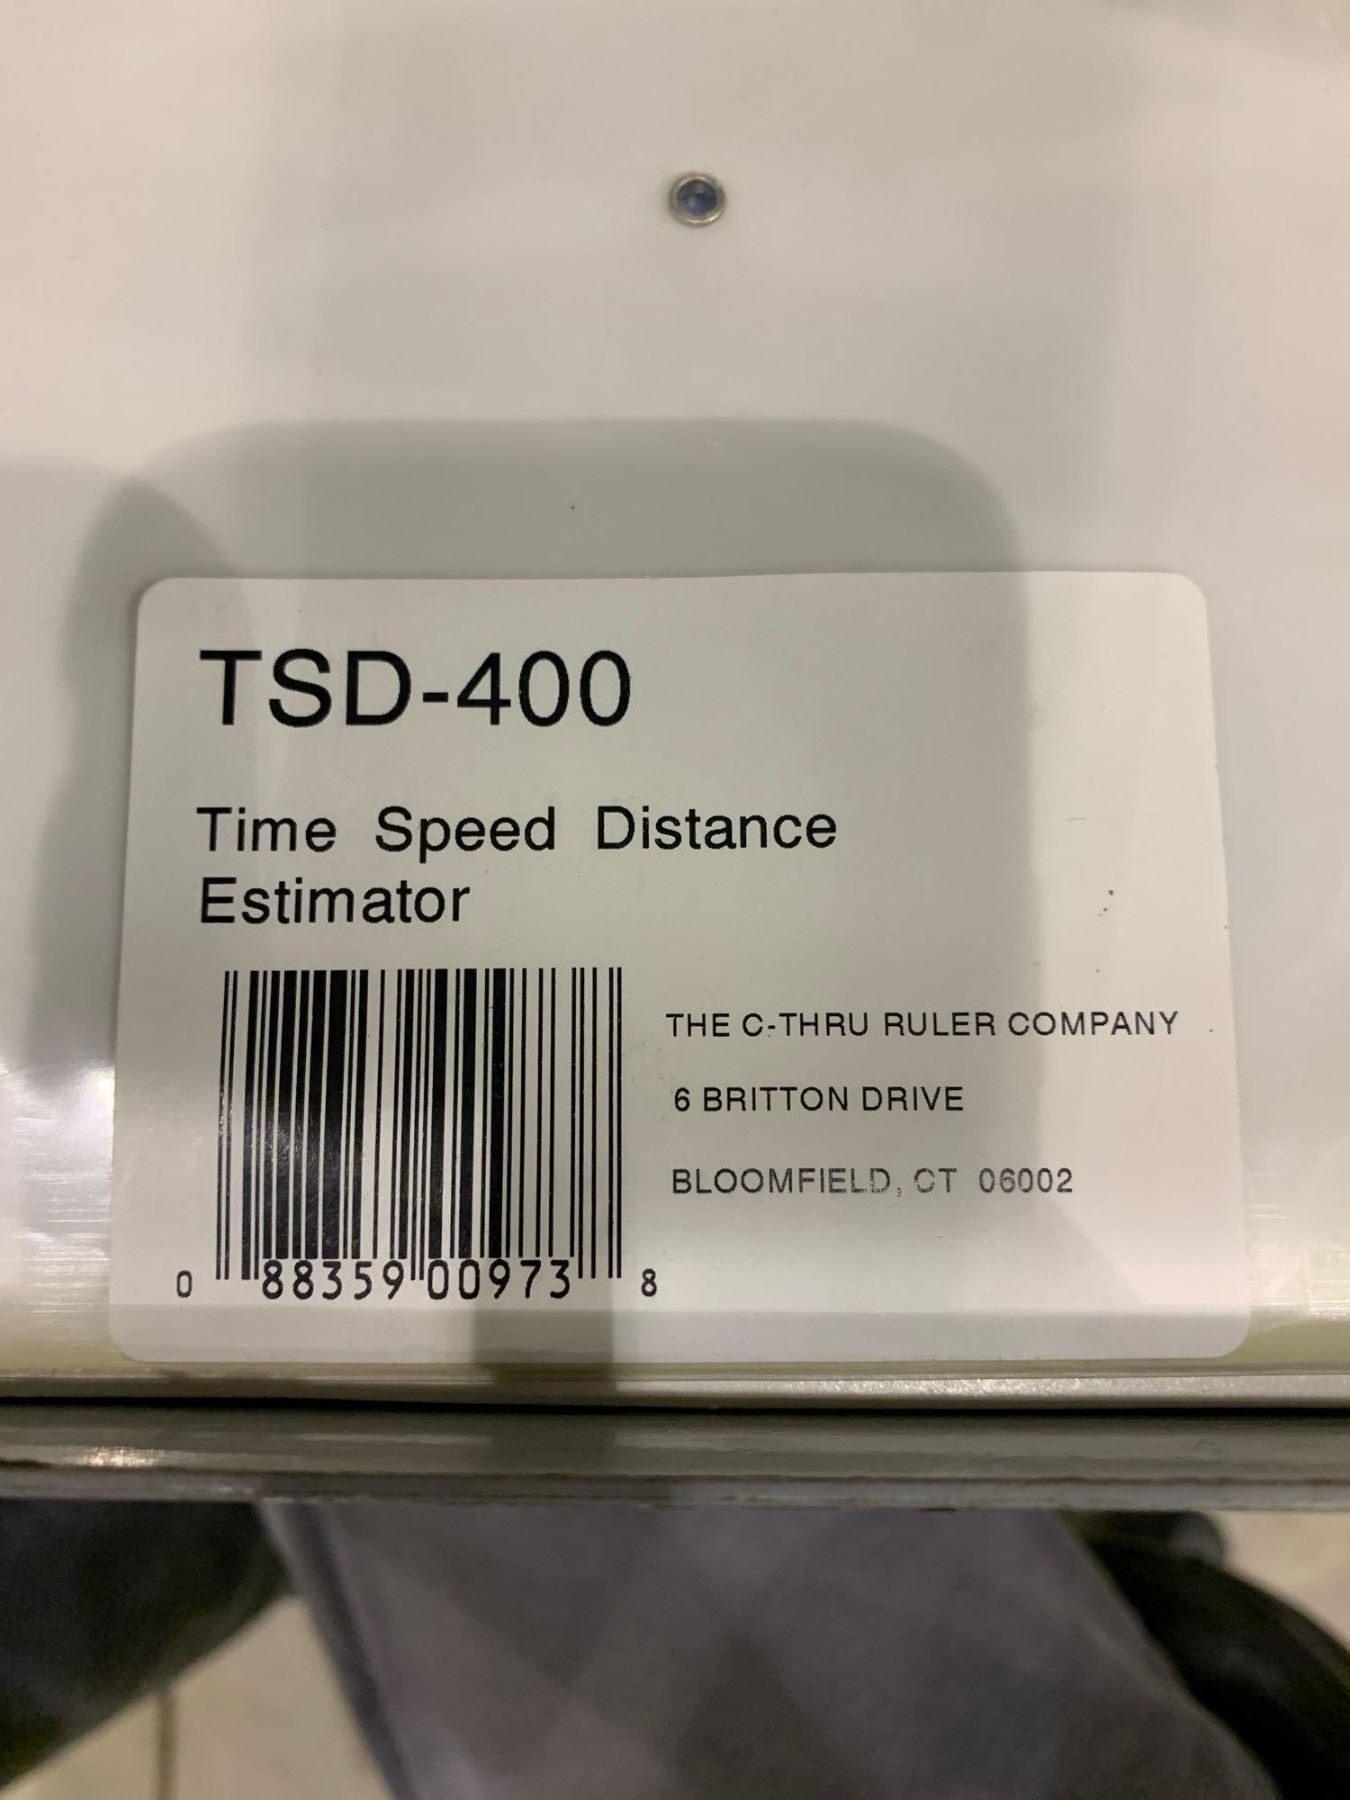 TSD-400
Time Speed Distance
Estimator
THE C-THRU RULER COMPANY
6 BRITTON DRIVE
BLOOMFIELD, CT 06002
0 88359 00973 8